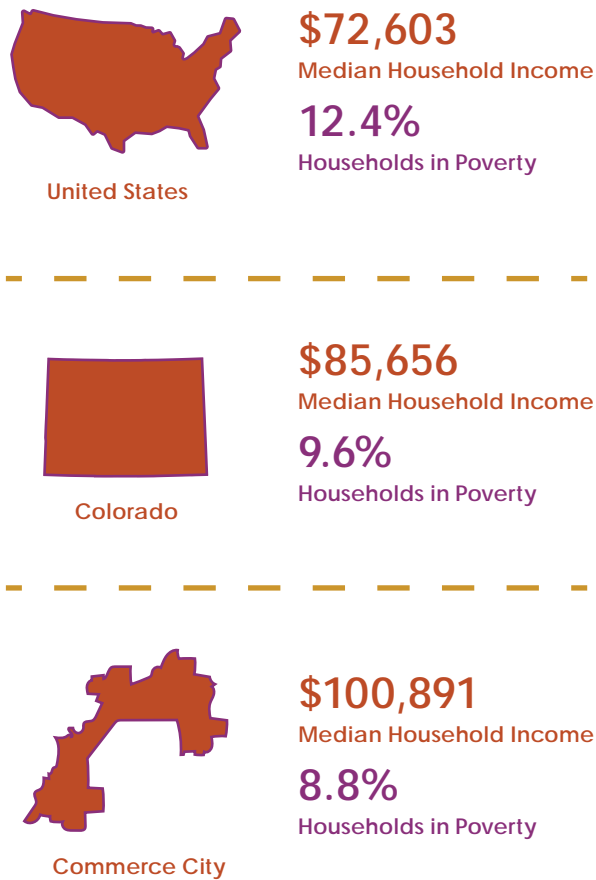 $72,603
Median Household Income
12.4%
Households in Poverty
United States
$85,656
Median Household Income
9.6%
Households in Poverty
Colorado
$100,891
Median Household Income
8.8%
Households in Poverty
Commerce City